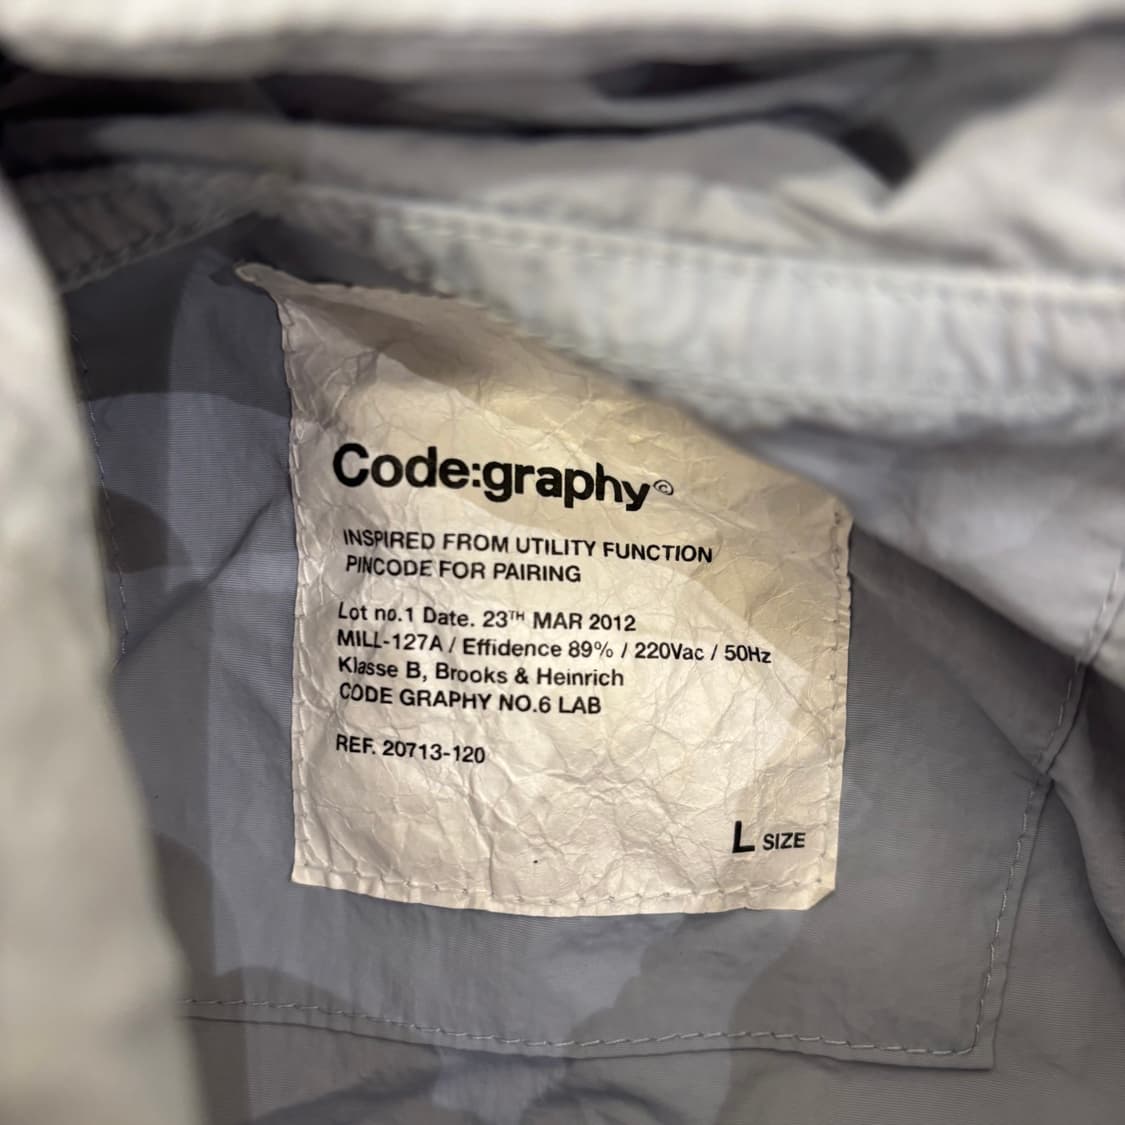 Code:graphy©
INSPIRED FROM UTILITY FUNCTION
PINCODE FOR PAIRING
Lot no.1 Date. 23TH MAR 2012
MILL-127A / Effidence 89% / 220Vac / 50Hz
Klasse B, Brooks & Heinrich
CODE GRAPHY NO.6 LAB
REF. 20713-120
L SIZE